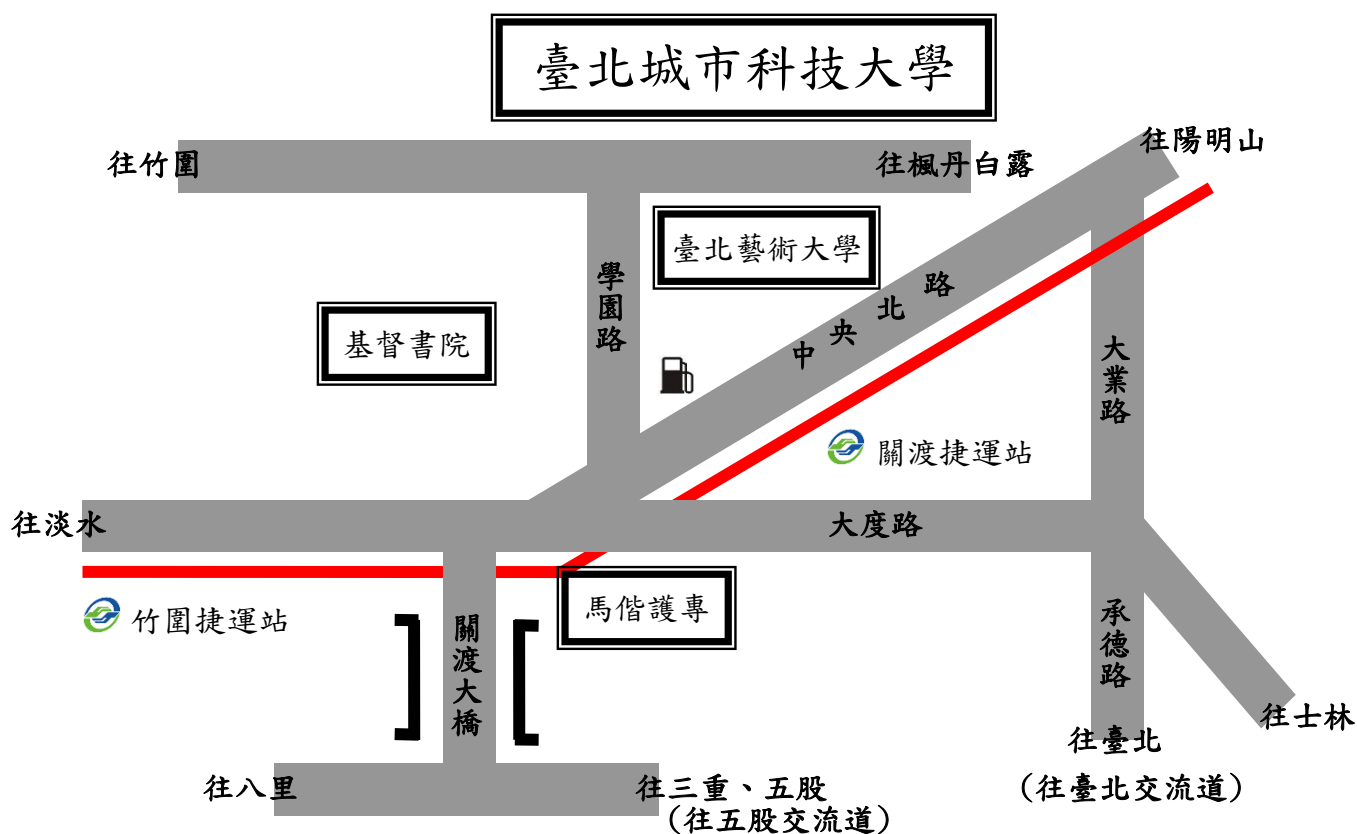 臺北城市科技大學
往陽明山
往竹圍
往楓丹白露
臺北藝術大學
學園路
中央北路
基督書院
大業路
關渡捷運站
往淡水
大度路
竹圍捷運站
關渡大橋
馬偕護專
承德路
往士林
往臺北
(往臺北交流道)
往八里
往三重、五股
(往五股交流道)